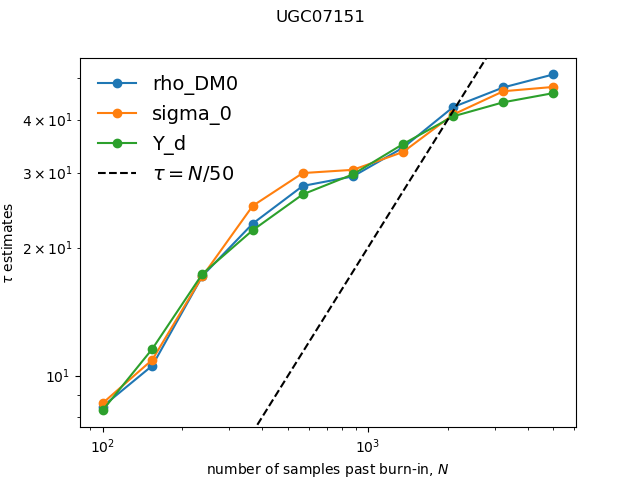 UGC07151
rho_DM0
sigma_0
Y_d
τ = N/50
4 × 10¹
3 × 10¹
2 × 10¹
10¹
τ estimates
10² 10³
number of samples past burn-in, N